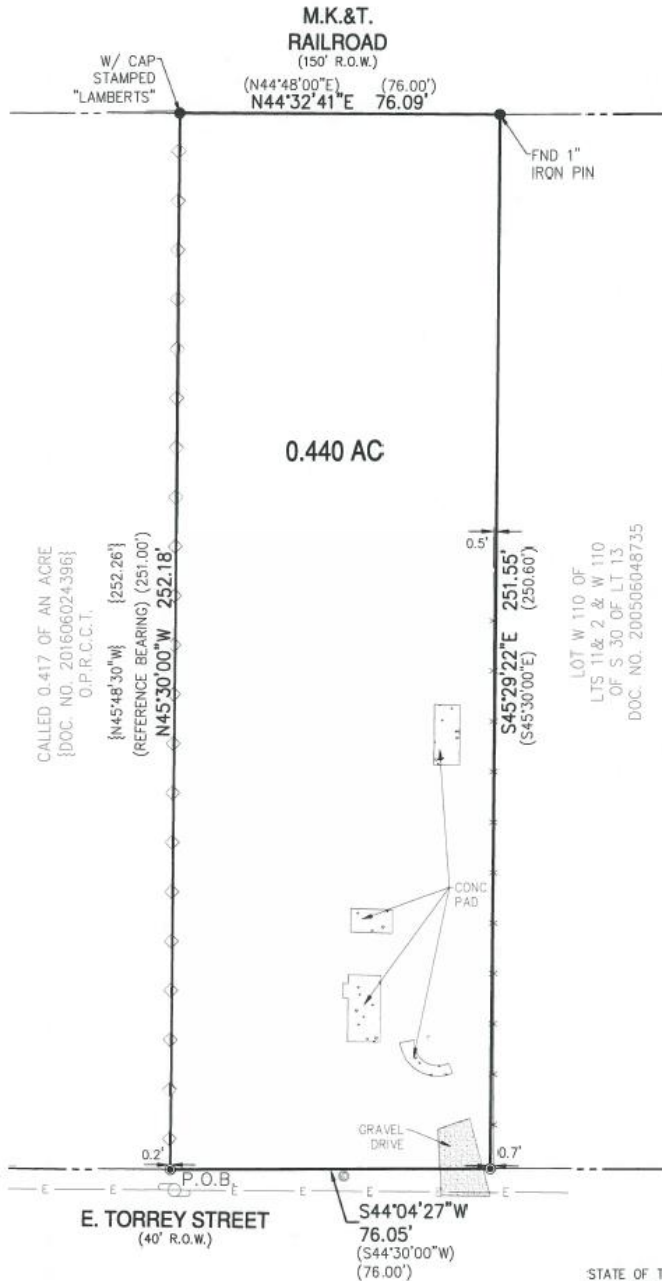 M.K.&T.
RAILROAD
(150' R.O.W.)
W/ CAP
STAMPED
"LAMBERTS"
(N44°48'00"E) (76.00')
N44°32'41"E 76.09'
FND 1"
IRON PIN
0.440 AC
CALLED 0.417 OF AN ACRE
{DOC. NO. 201606024396}
O.P.R.C.C.T.
{N45°48'30"W} {252.26'}
(REFERENCE BEARING) (251.00')
N45°30'00"W 252.18'
0.5'
S45°29'22"E 251.55'
(S45°30'00"E) (250.60')
LOT W 110 OF
LTS 11& 2 & W 110
OF S 30 OF LT 13
DOC. NO. 200506048735
CONC
PAD
GRAVEL
DRIVE
0.2'
0.7'
P.O.B.
E E E E E E
E. TORREY STREET
(40' R.O.W.)
S44°04'27"W
76.05'
(S44°30'00"W)
(76.00')
STATE OF T